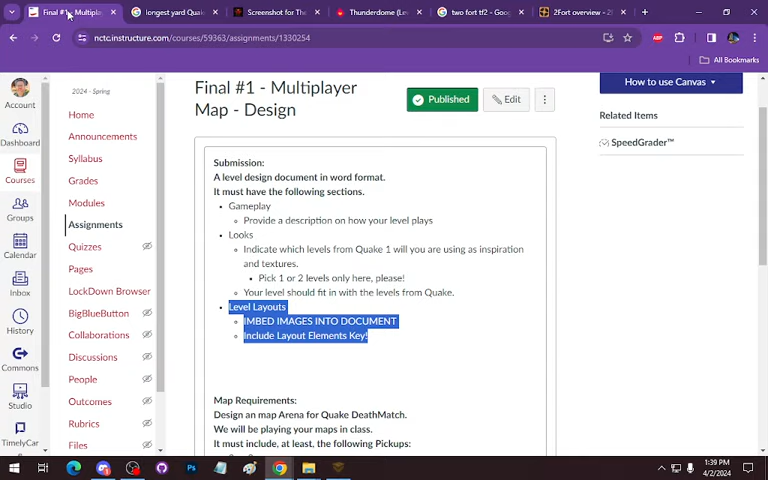 Final #1 - Multiplayer
longest yard Quak
Screenshot for The
Thunderdome (Lev
two fort tf2 - Goo
2Fort overview - 25
nctc.instructure.com/courses/59363/assignments/1330254
All Bookmarks
Account
Dashboard
Courses
Groups
Calendar
Inbox
History
Commons
Studio
TimelyCar
2024 - Spring
Home
Announcements
Syllabus
Grades
Modules
Assignments
Quizzes
Pages
LockDown Browser
BigBlueButton
Collaborations
Discussions
People
Outcomes
Rubrics
Files
Final #1 - Multiplayer
Map - Design
Published
Edit
Submission:
A level design document in word format.
It must have the following sections.
Gameplay
Provide a description on how your level plays
Looks
Indicate which levels from Quake 1 will you are using as inspiration
and textures.
Pick 1 or 2 levels only here, please!
Your level should fit in with the levels from Quake.
Level Layouts
IMBED IMAGES INTO DOCUMENT
Include Layout Elements Key!
Map Requirements:
Design an map Arena for Quake DeathMatch.
We will be playing your maps in class.
It must include, at least, the following Pickups:
How to use Canvas
Related Items
SpeedGrader™
1:39 PM
4/2/2024